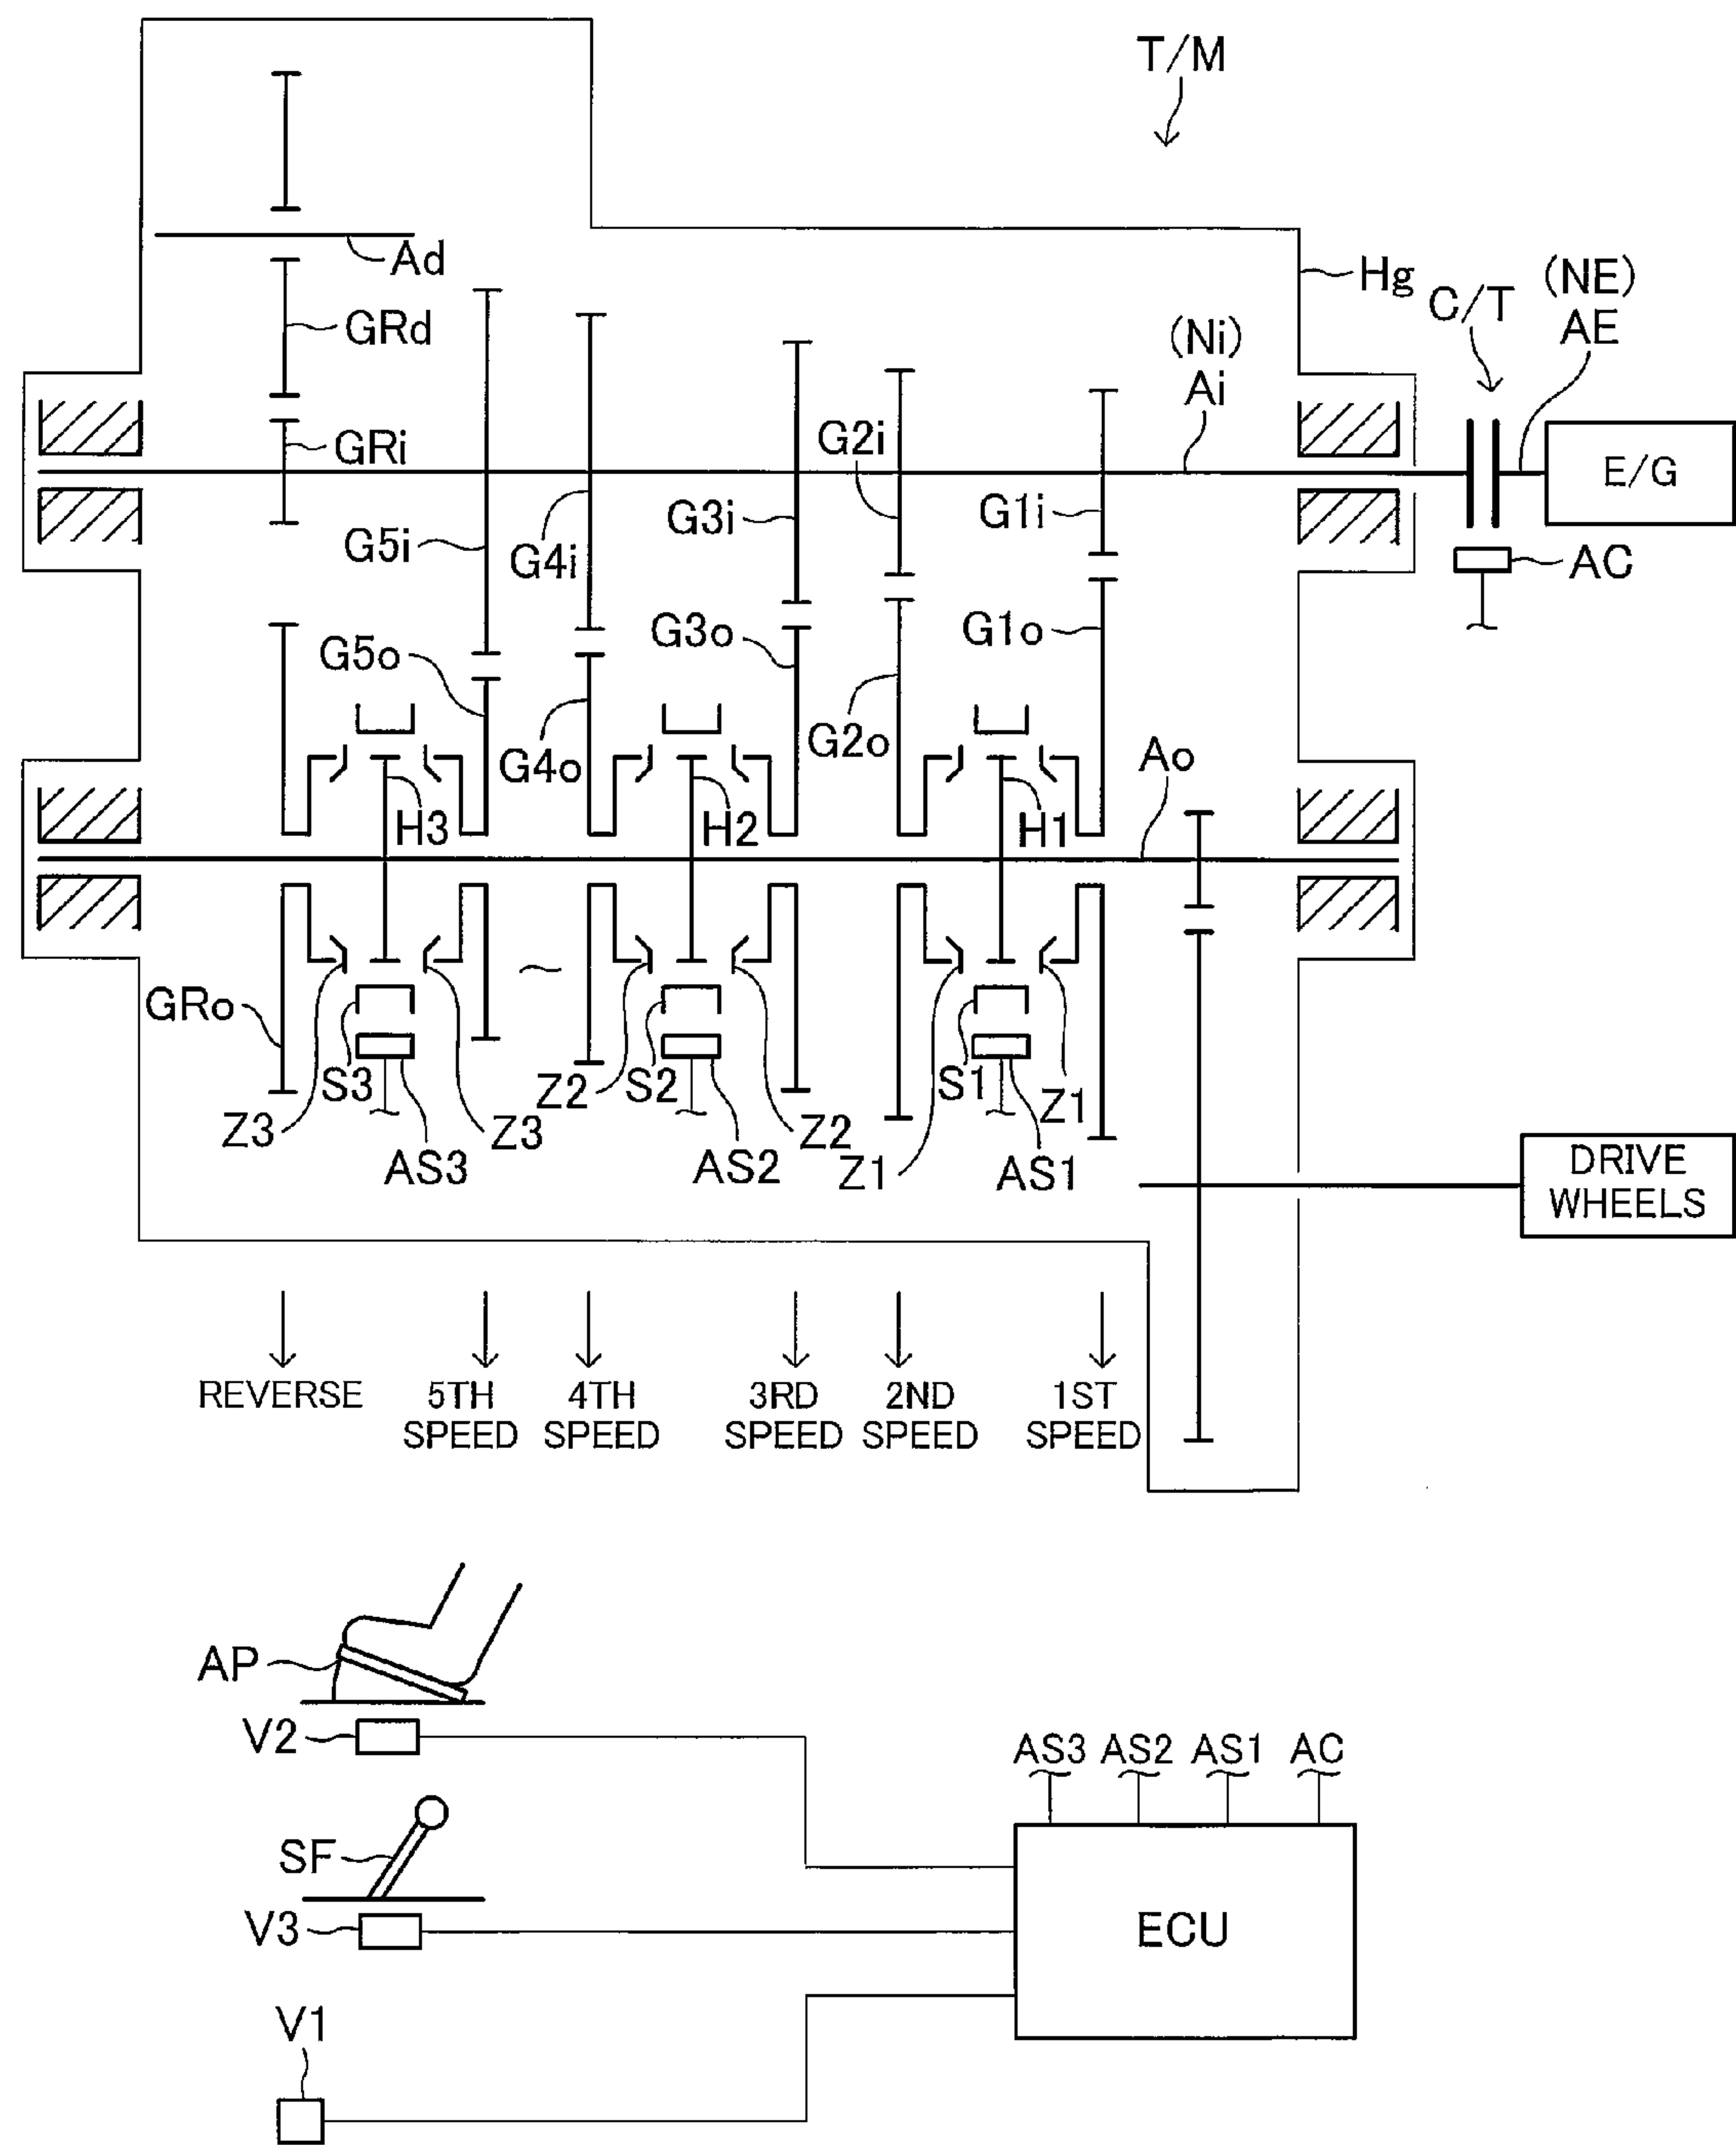 T/M
Ad
Hg
(NE)
C/T
AE
GRd
(Ni)
Ai
GRi
G2i
E/G
G3i
G1i
G5i
G4i
AC
G3o
G1o
G5o
G2o
G4o
Ao
H3
H2
H1
GRo
S3
Z2
S2
S1
Z1
Z3
Z3
Z2
AS3
AS2
Z1
AS1
DRIVE
WHEELS
REVERSE
5TH
SPEED
4TH
SPEED
3RD
SPEED
2ND
SPEED
1ST
SPEED
AP
V2
AS3
AS2
AS1
AC
SF
V3
ECU
V1